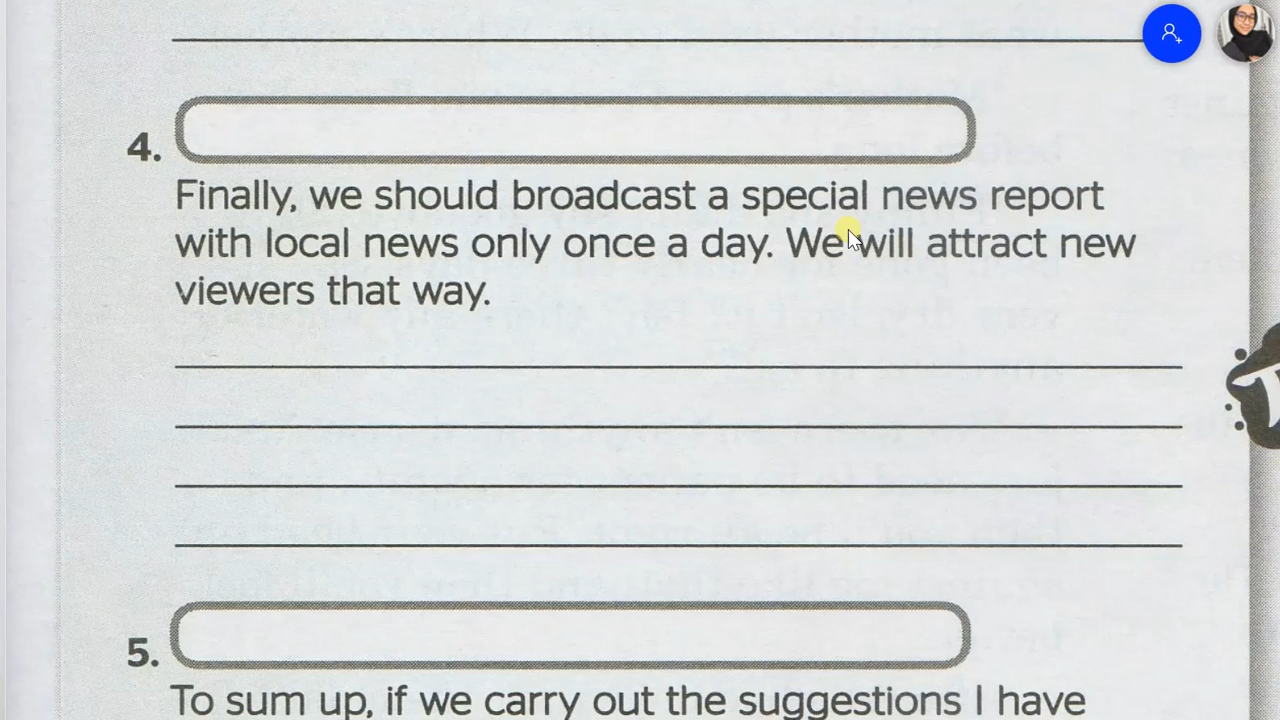 4.
Finally, we should broadcast a special news report
with local news only once a day. We will attract new
viewers that way.
5.
To sum up, if we carry out the suggestions I have